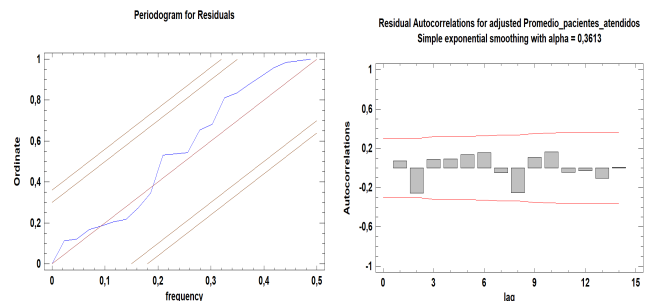 Periodogram for Residuals
Ordinate
1
0,8
0,6
0,4
0,2
0
0 0,1 0,2 0,3 0,4 0,5
frequency
Residual Autocorrelations for adjusted Promedio_pacientes_atendidos
Simple exponential smoothing with alpha = 0,3613
Autocorrelations
1
0,6
0,2
-0,2
-0,6
-1
0 3 6 9 12 15
lag